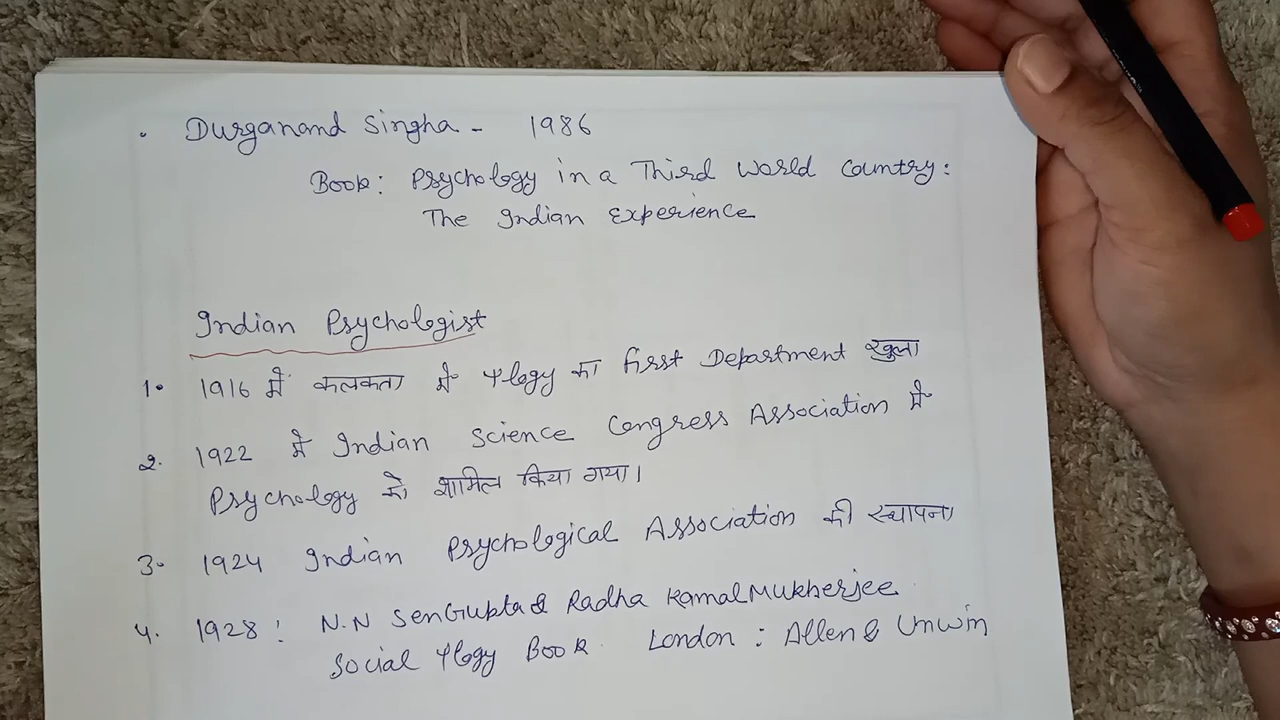 . Durganand Singha - 1986
Book: Psychology in a Third World Country:
The Indian Experience
Indian Psychologist
1. 1916 में कलकता में Ψlogy का First Department खुला
2. 1922 में Indian Science Congress Association में
Psychology को शामिल किया गया।
3. 1924 Indian Psychological Association की स्थापना
4. 1928: N.N SenGupta & Radha Kamal Mukherjee
Social Ψlogy Book. London: Allen & Unwin